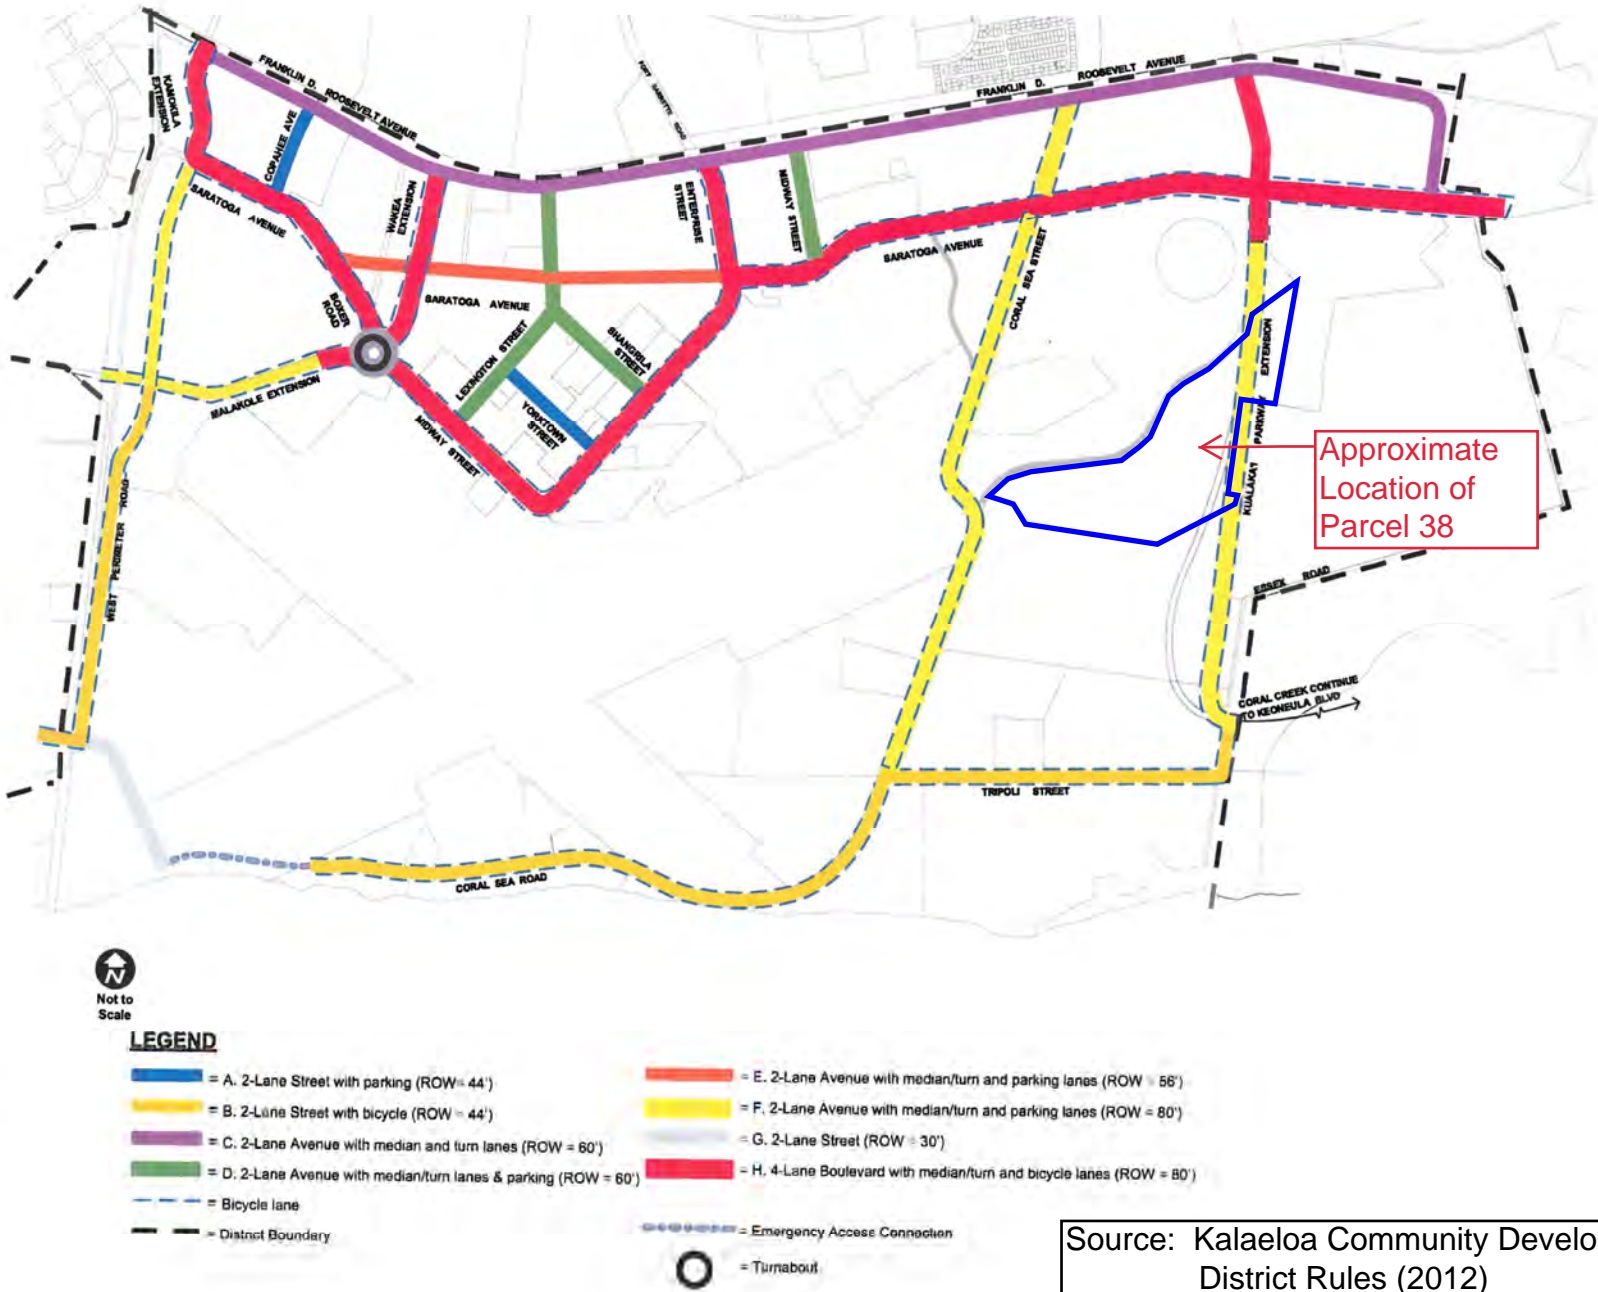 KAMOKILA
EXTENSION
FRANKLIN D. ROOSEVELT AVENUE
FORT BARRETTE ROAD
FRANKLIN D. ROOSEVELT AVENUE
COPAHEE AVE
SARATOGA AVENUE
WAKEA
EXTENSION
ENTERPRISE
STREET
MIDWAY STREET
SARATOGA AVENUE
CORAL SEA STREET
BOXER
ROAD
SARATOGA AVENUE
LEXINGTON STREET
SHANGRILA
STREET
YORKTOWN
STREET
MALAKOLE EXTENSION
MIDWAY STREET
KUALAKA'I PARKWAY EXTENSION
Approximate
Location of
Parcel 38
WEST PERIMETER ROAD
ESSEX ROAD
CORAL CREEK CONTINUE
TO KEONEULA BLVD
TRIPOLI STREET
CORAL SEA ROAD
N
Not to
Scale
LEGEND
= A. 2-Lane Street with parking (ROW= 44')
= B. 2-Lane Street with bicycle (ROW = 44')
= C. 2-Lane Avenue with median and turn lanes (ROW = 60')
= D. 2-Lane Avenue with median/turn lanes & parking (ROW = 60')
= Bicycle lane
= District Boundary
= E. 2-Lane Avenue with median/turn and parking lanes (ROW = 56')
= F. 2-Lane Avenue with median/turn and parking lanes (ROW = 80')
= G. 2-Lane Street (ROW = 30')
= H. 4-Lane Boulevard with median/turn and bicycle lanes (ROW = 80')
= Emergency Access Connection
= Turnabout
Source: Kalaeloa Community Develo
District Rules (2012)